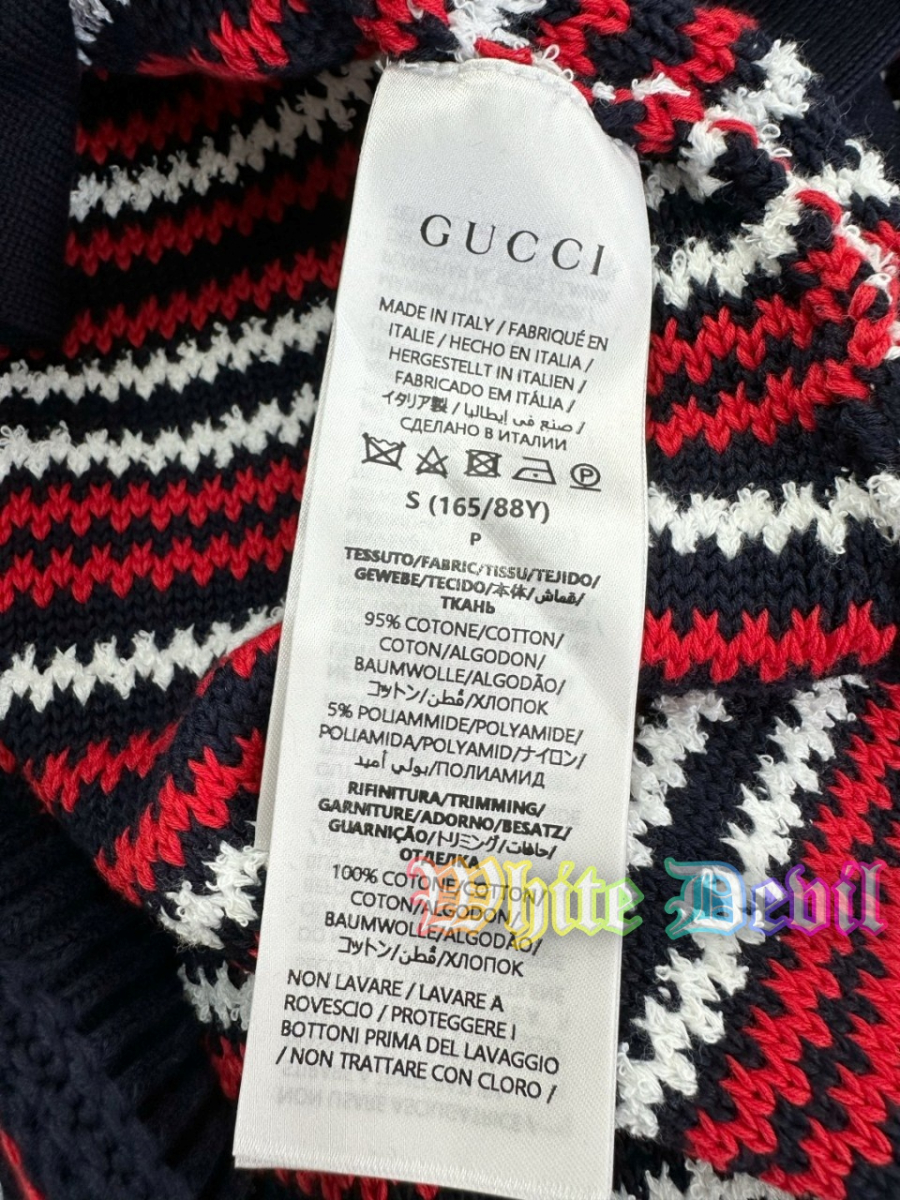 GUCCI
MADE IN ITALY / FABRIQUÉ EN
ITALIE / HECHO EN ITALIA /
HERGESTELLT IN ITALIEN /
FABRICADO EM ITÁLIA /
イタリア製 / صنع في إيطاليا /
СДЕЛАНО В ИТАЛИИ
P
S (165/88Y)
P
TESSUTO/FABRIC/TISSU/TEJIDO/
GEWEBE/TECIDO/本体/قماش/
ТКАНЬ
95% COTONE/COTTON/
COTON/ALGODON/
BAUMWOLLE/ALGODÃO/
コットン/قطن/ХЛОПОК
5% POLIAMMIDE/POLYAMIDE/
POLIAMIDA/POLYAMID/ナイロン/
بولي أميد/ПОЛИАМИД
RIFINITURA/TRIMMING/
GARNITURE/ADORNO/BESATZ/
GUARNIÇÃO/トリミング/حافات/
ОТДЕЛКА
100% COTONE/COTTON/
COTON/ALGODON/
BAUMWOLLE/ALGODÃO/
コットン/قطن/ХЛОПОК
White Devil
NON LAVARE / LAVARE A
ROVESCIO / PROTEGGERE I
BOTTONI PRIMA DEL LAVAGGIO
/ NON TRATTARE CON CLORO /